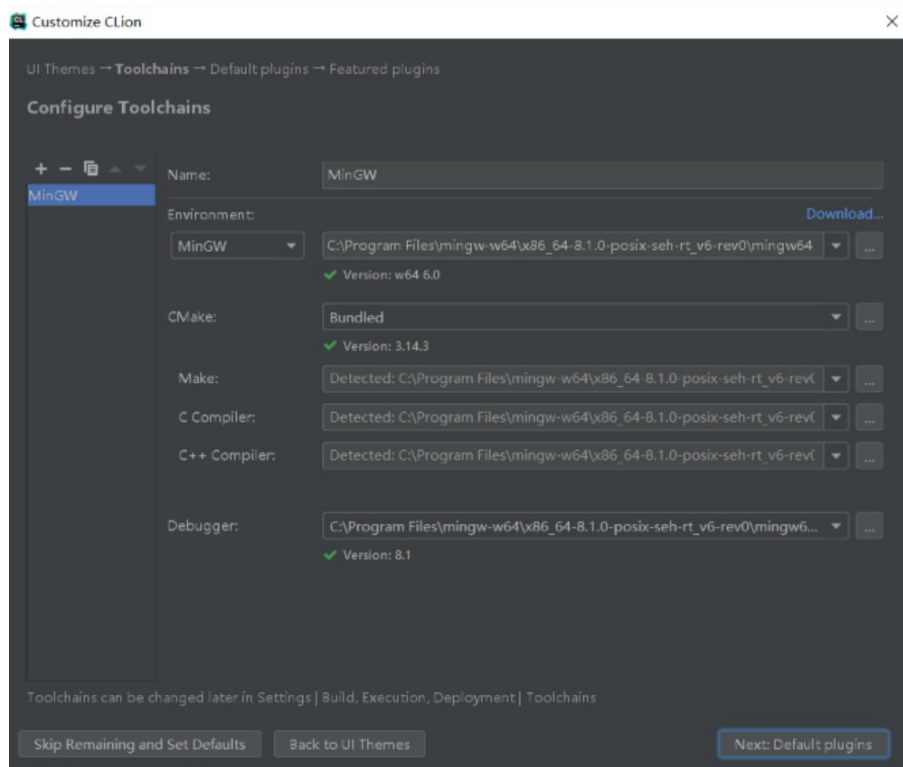 Customize CLion
UI Themes → Toolchains → Default plugins → Featured plugins
Configure Toolchains
MinGW
Name: MinGW
Environment: Download...
MinGW C:\Program Files\mingw-w64\x86_64-8.1.0-posix-seh-rt_v6-rev0\mingw64 ...
Version: w64 6.0
CMake: Bundled ...
Version: 3.14.3
Make: Detected: C:\Program Files\mingw-w64\x86_64-8.1.0-posix-seh-rt_v6-rev( ...
C Compiler: Detected: C:\Program Files\mingw-w64\x86_64-8.1.0-posix-seh-rt_v6-rev( ...
C++ Compiler: Detected: C:\Program Files\mingw-w64\x86_64-8.1.0-posix-seh-rt_v6-rev( ...
Debugger: C:\Program Files\mingw-w64\x86_64-8.1.0-posix-seh-rt_v6-rev0\mingw6... ...
Version: 8.1
Toolchains can be changed later in Settings | Build, Execution, Deployment | Toolchains
Skip Remaining and Set Defaults Back to UI Themes Next: Default plugins